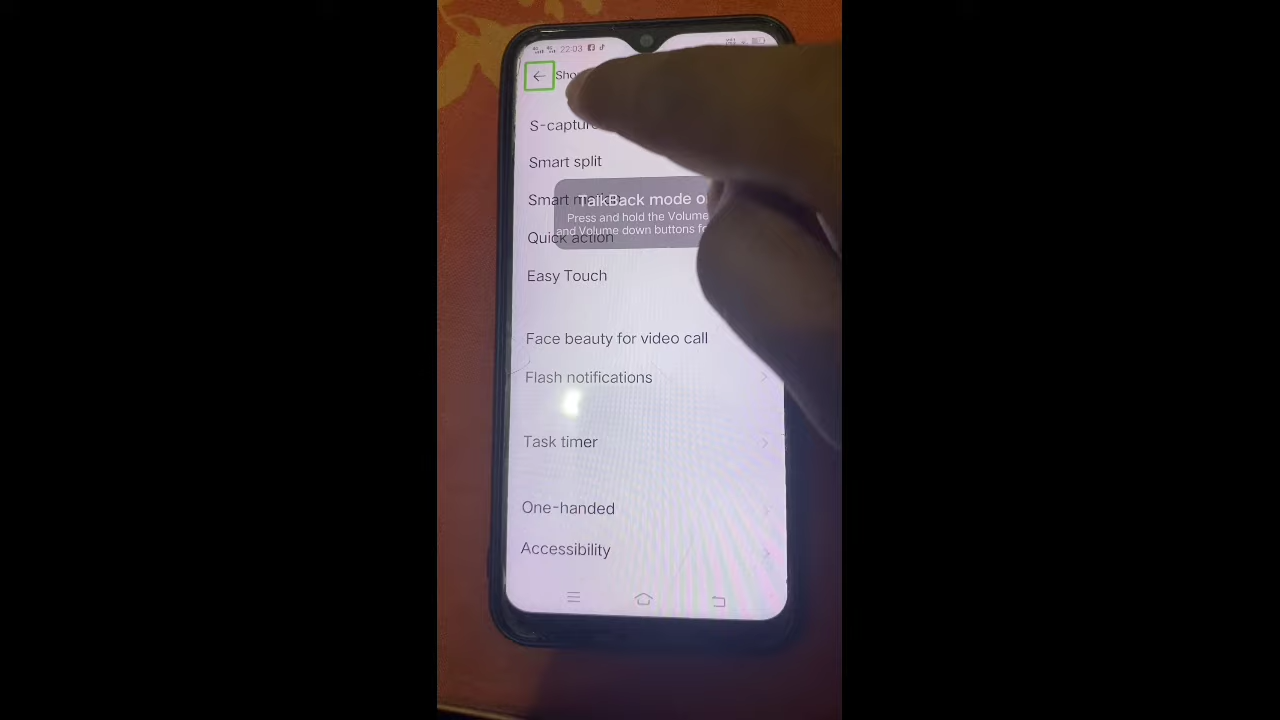 22:03
S-capture
Smart split
Smart
TalkBack mode
Press and hold the Volume
Quick action
and Volume down buttons
Easy Touch
Face beauty for video call
Flash notifications
Task timer
One-handed
Accessibility